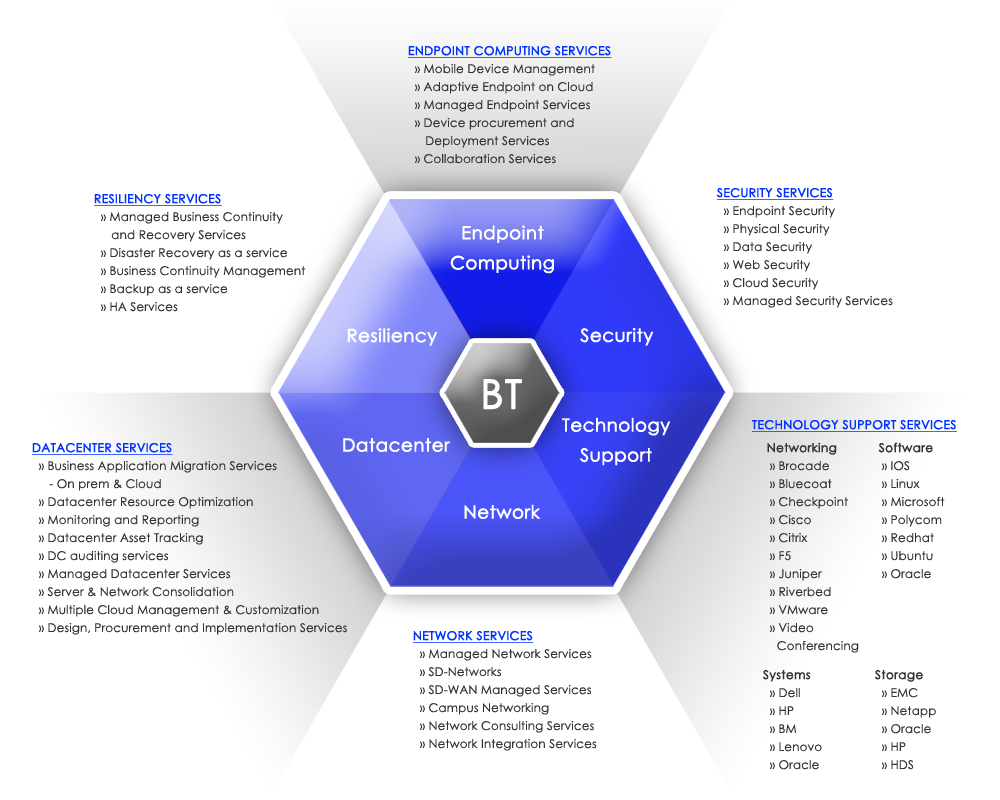 ENDPOINT COMPUTING SERVICES
» Mobile Device Management
» Adaptive Endpoint on Cloud
» Managed Endpoint Services
» Device procurement and
Deployment Services
» Collaboration Services
RESILIENCY SERVICES
» Managed Business Continuity
and Recovery Services
» Disaster Recovery as a service
» Business Continuity Management
» Backup as a service
» HA Services
SECURITY SERVICES
» Endpoint Security
» Physical Security
» Data Security
» Web Security
» Cloud Security
» Managed Security Services
Endpoint
Computing
Resiliency
Security
BT
Datacenter
Technology
Support
Network
DATACENTER SERVICES
» Business Application Migration Services
- On prem & Cloud
» Datacenter Resource Optimization
» Monitoring and Reporting
» Datacenter Asset Tracking
» DC auditing services
» Managed Datacenter Services
» Server & Network Consolidation
» Multiple Cloud Management & Customization
» Design, Procurement and Implementation Services
NETWORK SERVICES
» Managed Network Services
» SD-Networks
» SD-WAN Managed Services
» Campus Networking
» Network Consulting Services
» Network Integration Services
TECHNOLOGY SUPPORT SERVICES
Networking
» Brocade
» Bluecoat
» Checkpoint
» Cisco
» Citrix
» F5
» Juniper
» Riverbed
» VMware
» Video
Conferencing
Software
» IOS
» Linux
» Microsoft
» Polycom
» Redhat
» Ubuntu
» Oracle
Systems
» Dell
» HP
» BM
» Lenovo
» Oracle
Storage
» EMC
» Netapp
» Oracle
» HP
» HDS